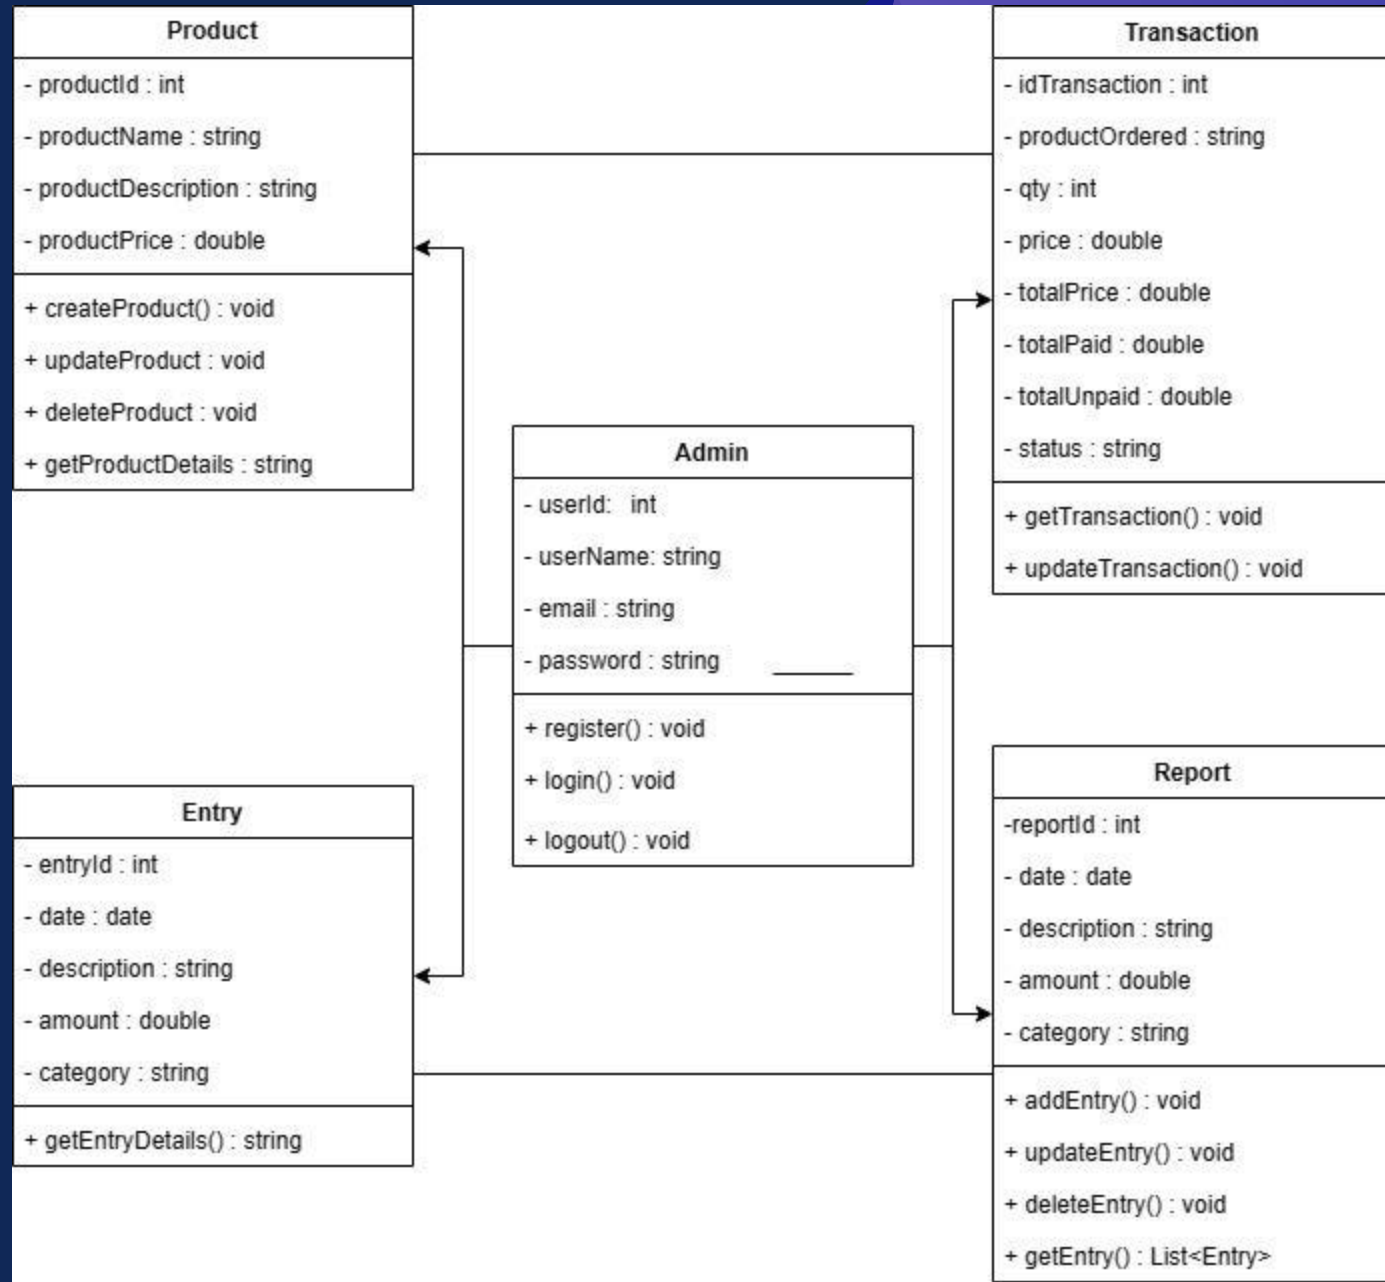 Product
- productId : int
- productName : string
- productDescription : string
- productPrice : double
+ createProduct() : void
+ updateProduct : void
+ deleteProduct : void
+ getProductDetails : string
Transaction
- idTransaction : int
- productOrdered : string
- qty : int
- price : double
- totalPrice : double
- totalPaid : double
- totalUnpaid : double
- status : string
+ getTransaction() : void
+ updateTransaction() : void
Admin
- userId:   int
- userName: string
- email : string
- password : string
+ register() : void
+ login() : void
+ logout() : void
Entry
- entryId : int
- date : date
- description : string
- amount : double
- category : string
+ getEntryDetails() : string
Report
-reportId : int
- date : date
- description : string
- amount : double
- category : string
+ addEntry() : void
+ updateEntry() : void
+ deleteEntry() : void
+ getEntry() : List<Entry>